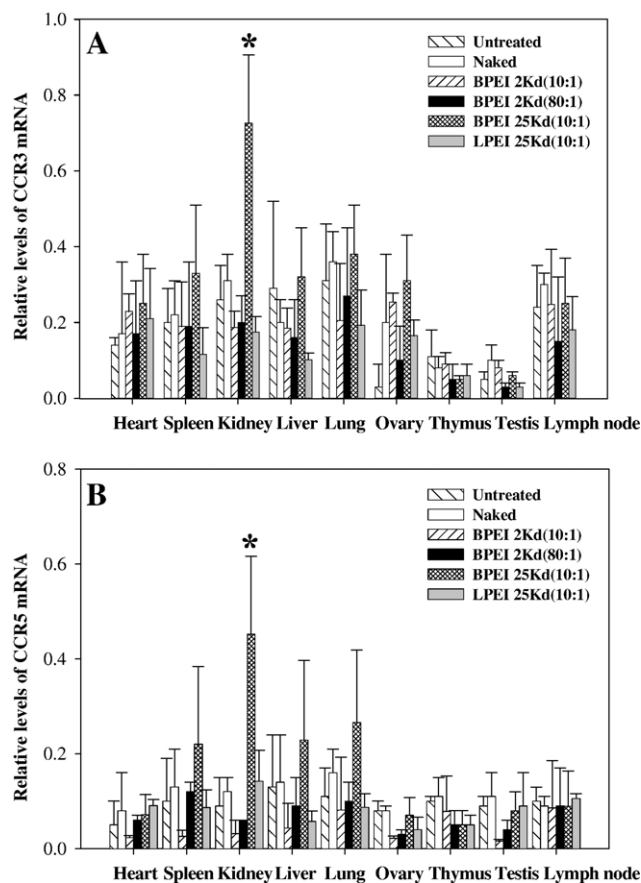 A
*
Untreated
Naked
BPEI 2Kd(10:1)
BPEI 2Kd(80:1)
BPEI 25Kd(10:1)
LPEI 25Kd(10:1)
Relative levels of CCR3 mRNA
1.0
0.8
0.6
0.4
0.2
0.0
Heart Spleen Kidney Liver Lung Ovary Thymus Testis Lymph node
B
*
Untreated
Naked
BPEI 2Kd(10:1)
BPEI 2Kd(80:1)
BPEI 25Kd(10:1)
LPEI 25Kd(10:1)
Relative levels of CCR5 mRNA
0.8
0.6
0.4
0.2
0.0
Heart Spleen Kidney Liver Lung Ovary Thymus Testis Lymph node